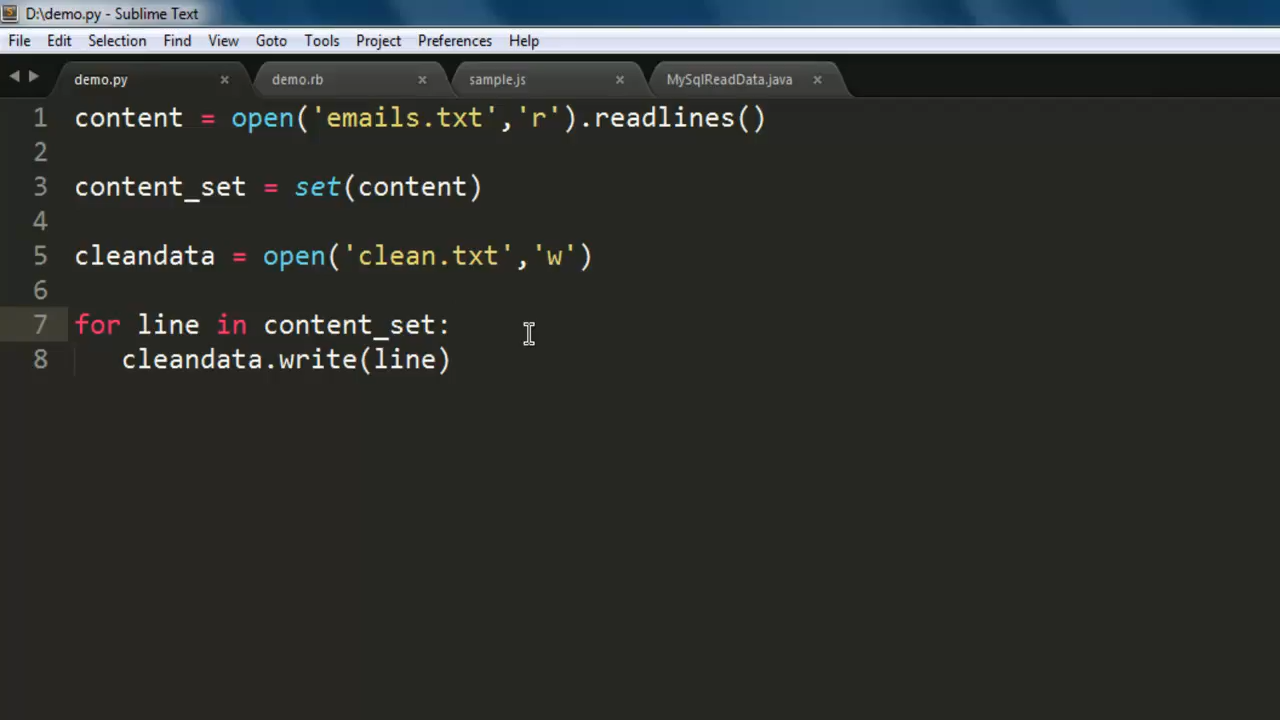 D:\demo.py - Sublime Text
File Edit Selection Find View Goto Tools Project Preferences Help
demo.py × demo.rb × sample.js × MySqlReadData.java ×
1 content = open('emails.txt','r').readlines()
2
3 content_set = set(content)
4
5 cleandata = open('clean.txt','w')
6
7 for line in content_set:
8 cleandata.write(line)